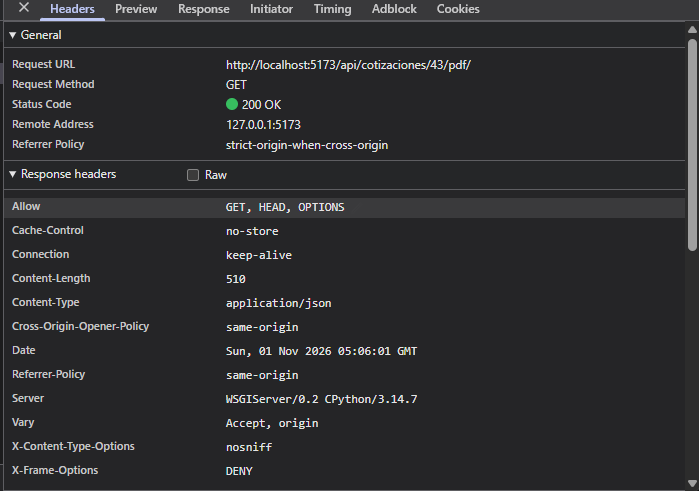 Headers Preview Response Initiator Timing Adblock Cookies
General
Request URL http://localhost:5173/api/cotizaciones/43/pdf/
Request Method GET
Status Code 200 OK
Remote Address 127.0.0.1:5173
Referrer Policy strict-origin-when-cross-origin
Response headers Raw
Allow GET, HEAD, OPTIONS
Cache-Control no-store
Connection keep-alive
Content-Length 510
Content-Type application/json
Cross-Origin-Opener-Policy same-origin
Date Sun, 01 Nov 2026 05:06:01 GMT
Referrer-Policy same-origin
Server WSGIServer/0.2 CPython/3.14.7
Vary Accept, origin
X-Content-Type-Options nosniff
X-Frame-Options DENY